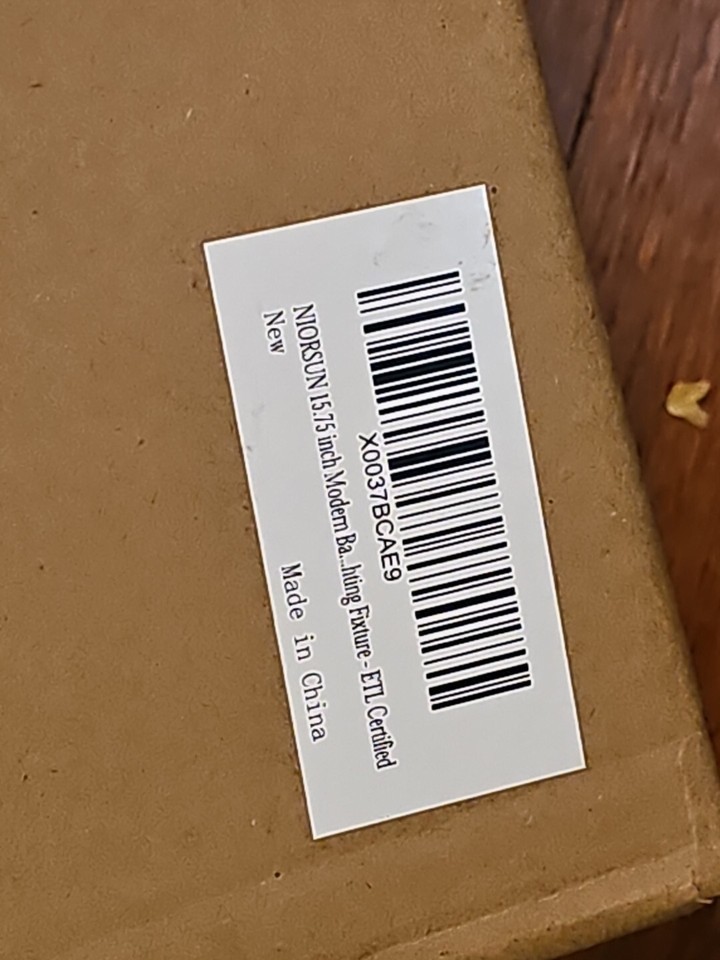 X0037BCAE9
NIORSUN 15.75 inch Modern Ba...hting Fixture - ETL Certified
New
Made in China